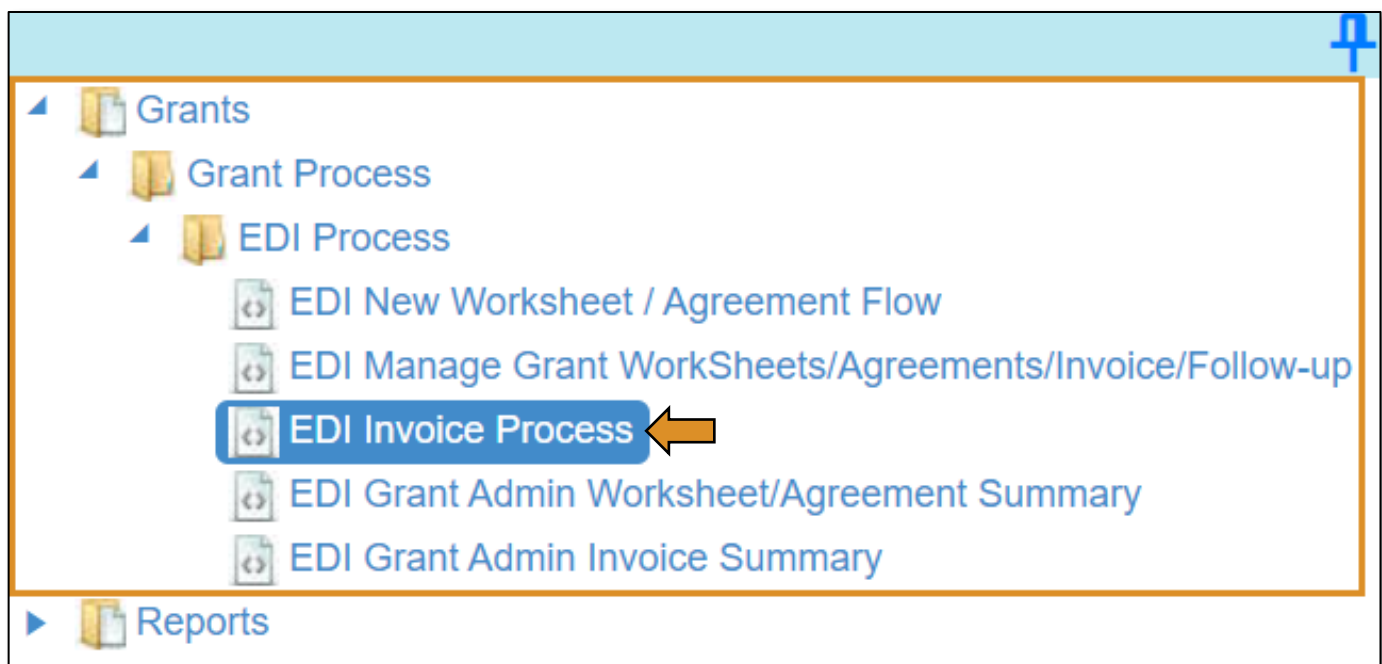 Grants
Grant Process
EDI Process
EDI New Worksheet / Agreement Flow
EDI Manage Grant WorkSheets/Agreements/Invoice/Follow-up
EDI Invoice Process
EDI Grant Admin Worksheet/Agreement Summary
EDI Grant Admin Invoice Summary
Reports